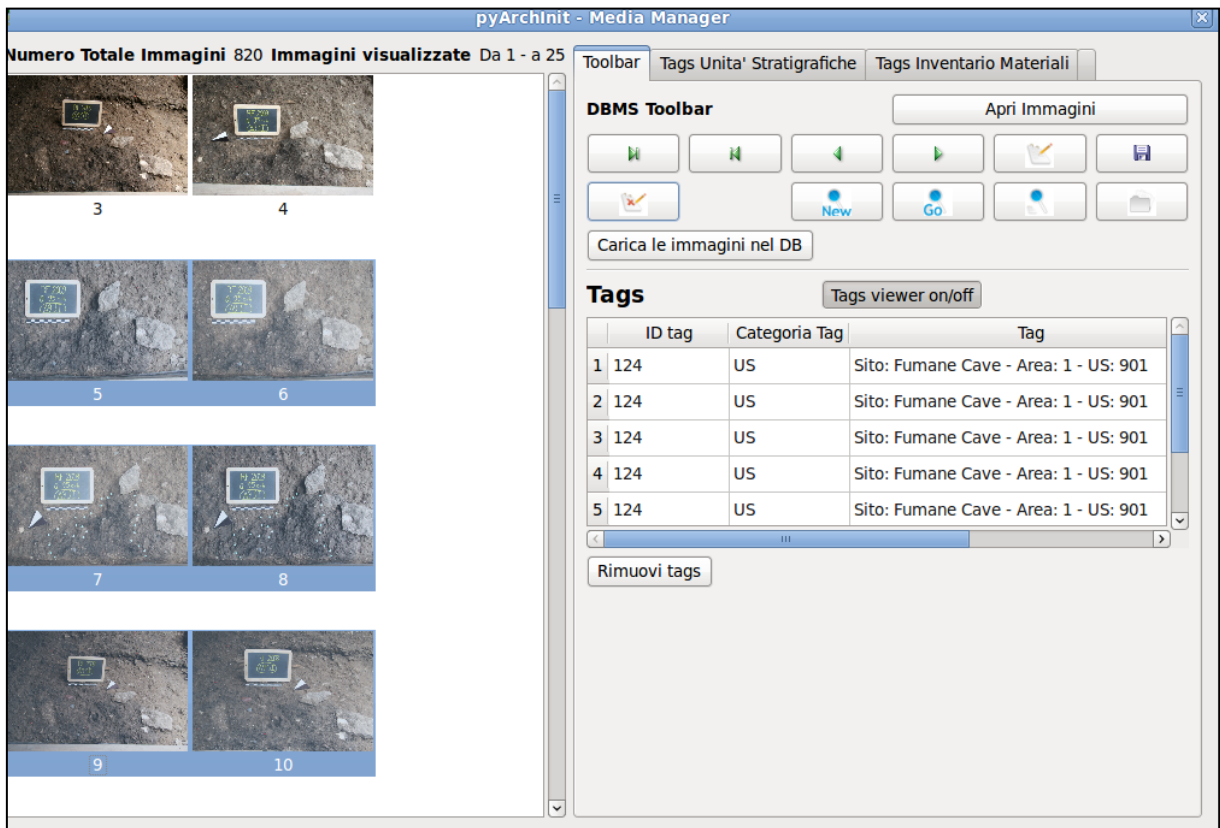 pyArchInit - Media Manager
Numero Totale Immagini 820 Immagini visualizzate Da 1 - a 25
3 4
5 6
7 8
9 10
Toolbar Tags Unita' Stratigrafiche Tags Inventario Materiali
DBMS Toolbar Apri Immagini
New Go
Carica le immagini nel DB
Tags Tags viewer on/off
ID tag Categoria Tag Tag
1 124 US Sito: Fumane Cave - Area: 1 - US: 901
2 124 US Sito: Fumane Cave - Area: 1 - US: 901
3 124 US Sito: Fumane Cave - Area: 1 - US: 901
4 124 US Sito: Fumane Cave - Area: 1 - US: 901
5 124 US Sito: Fumane Cave - Area: 1 - US: 901
Rimuovi tags